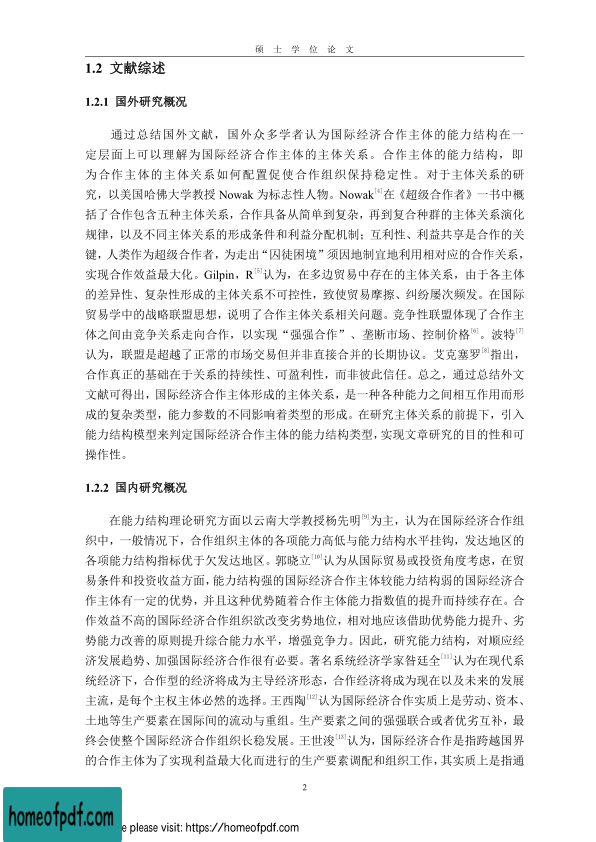 硕 士 学 位 论 文
1.2 文献综述
1.2.1 国外研究概况
通过总结国外文献，国外众多学者认为国际经济合作主体的能力结构在一
定层面上可以理解为国际经济合作主体的主体关系。合作主体的能力结构，即
为合作主体的主体关系如何配置促使合作组织保持稳定性。对于主体关系的研
究，以美国哈佛大学教授 Nowak 为标志性人物。Nowak[4]在《超级合作者》一书中概
括了合作包含五种主体关系，合作具备从简单到复杂，再到复合种群的主体关系演化
规律，以及不同主体关系的形成条件和利益分配机制；互利性、利益共享是合作的关
键，人类作为超级合作者，为走出“囚徒困境”须因地制宜地利用相对应的合作关系，
实现合作效益最大化。Gilpin，R[5]认为，在多边贸易中存在的主体关系，由于各主体
的差异性、复杂性形成的主体关系不可控性，致使贸易摩擦、纠纷屡次频发。在国际
贸易学中的战略联盟思想，说明了合作主体关系相关问题。竞争性联盟体现了合作主
体之间由竞争关系走向合作，以实现“强强合作”、垄断市场、控制价格[6]。波特[7]
认为，联盟是超越了正常的市场交易但并非直接合并的长期协议。艾克塞罗[8]指出，
合作真正的基础在于关系的持续性、可盈利性，而非彼此信任。总之，通过总结外文
文献可得出，国际经济合作主体形成的主体关系，是一种各种能力之间相互作用而形
成的复杂类型，能力参数的不同影响着类型的形成。在研究主体关系的前提下，引入
能力结构模型来判定国际经济合作主体的能力结构类型，实现文章研究的目的性和可
操作性。
1.2.2 国内研究概况
在能力结构理论研究方面以云南大学教授杨先明[9]为主，认为在国际经济合作组
织中，一般情况下，合作组织主体的各项能力高低与能力结构水平挂钩，发达地区的
各项能力结构指标优于欠发达地区。郭晓立[10]认为从国际贸易或投资角度考虑，在贸
易条件和投资收益方面，能力结构强的国际经济合作主体较能力结构弱的国际经济合
作主体有一定的优势，并且这种优势随着合作主体能力指数值的提升而持续存在。合
作效益不高的国际经济合作组织欲改变劣势地位，相对地应该借助优势能力提升、劣
势能力改善的原则提升综合能力水平，增强竞争力。因此，研究能力结构，对顺应经
济发展趋势、加强国际经济合作很有必要。著名系统经济学家昝廷全[11]认为在现代系
统经济下，合作型的经济将成为主导经济形态，合作经济将成为现在以及未来的发展
主流，是每个主权主体必然的选择。王西陶[12]认为国际经济合作实质上是劳动、资本、
土地等生产要素在国际间的流动与重组。生产要素之间的强强联合或者优劣互补，最
终会使整个国际经济合作组织长稳发展。王世浚[13]认为，国际经济合作是指跨越国界
的合作主体为了实现利益最大化而进行的生产要素调配和组织工作，其实质上是指通
2
homeofpdf.com
e please visit: https://homeofpdf.com